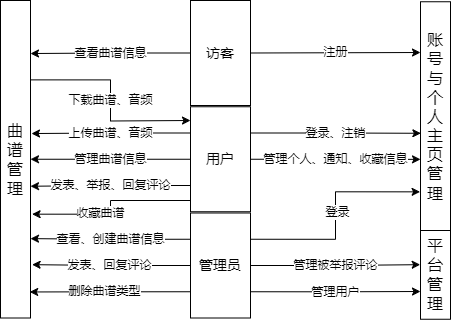 查看曲谱信息
访客
注册
账号与个人主页管理
下载曲谱、音频
曲谱管理
上传曲谱、音频
用户
登录、注销
管理曲谱信息
管理个人、通知、收藏信息
发表、举报、回复评论
收藏曲谱
登录
查看、创建曲谱信息
管理员
平台管理
发表、回复评论
管理被举报评论
删除曲谱类型
管理用户